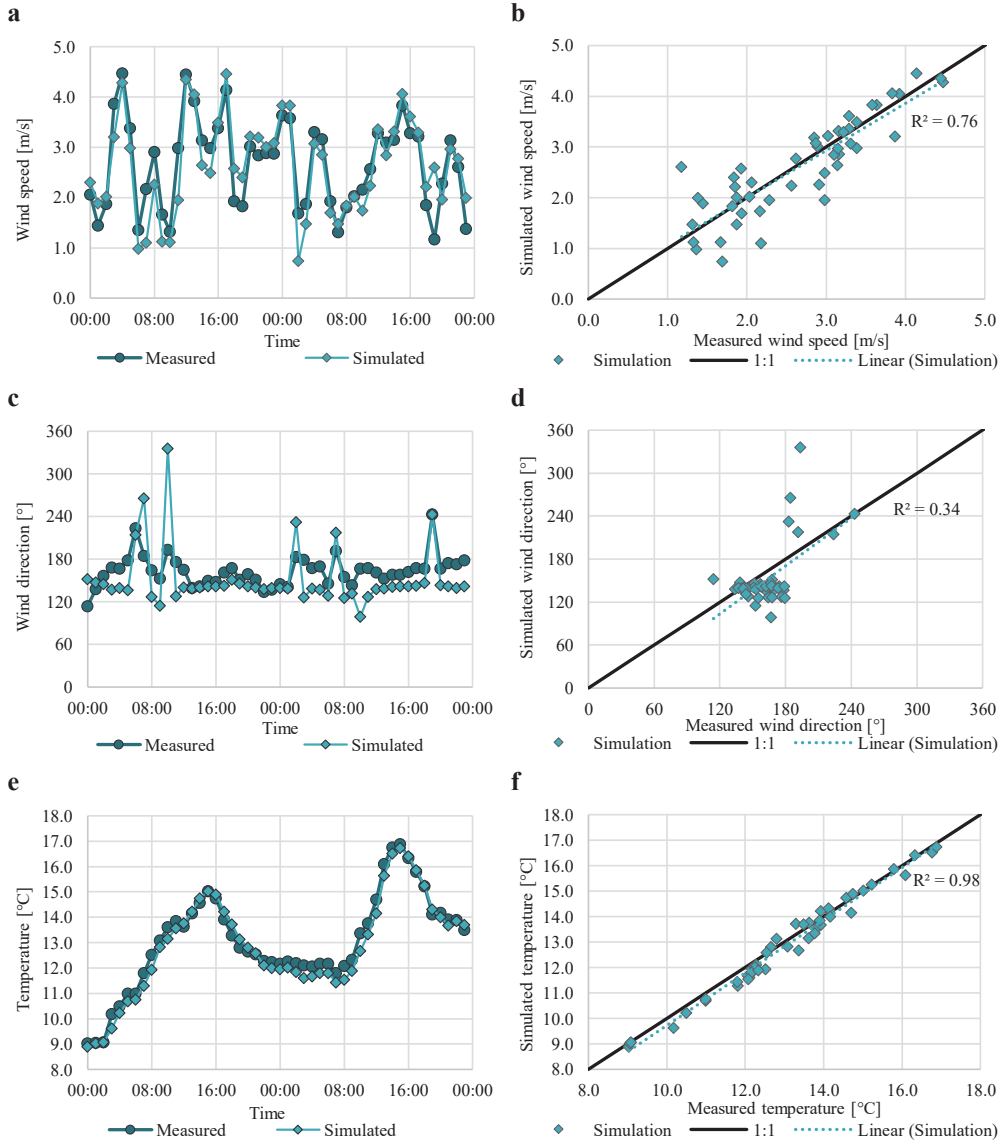 a
5.0
4.0
3.0
2.0
1.0
0.0
Wind speed [m/s]
00:00 08:00 16:00 00:00 08:00 16:00 00:00
Time
Measured Simulated
b
5.0
4.0
3.0
2.0
1.0
0.0
Simulated wind speed [m/s]
R² = 0.76
0.0 1.0 2.0 3.0 4.0 5.0
Measured wind speed [m/s]
Simulation 1:1 Linear (Simulation)
c
360
300
240
180
120
60
0
Wind direction [°]
00:00 08:00 16:00 00:00 08:00 16:00 00:00
Time
Measured Simulated
d
360
300
240
180
120
60
0
Simulated wind direction [°]
R² = 0.34
0 60 120 180 240 300 360
Measured wind direction [°]
Simulation 1:1 Linear (Simulation)
e
18.0
17.0
16.0
15.0
14.0
13.0
12.0
11.0
10.0
9.0
8.0
Temperature [°C]
00:00 08:00 16:00 00:00 08:00 16:00 00:00
Time
Measured Simulated
f
18.0
17.0
16.0
15.0
14.0
13.0
12.0
11.0
10.0
9.0
8.0
Simulated temperature [°C]
R² = 0.98
8.0 10.0 12.0 14.0 16.0 18.0
Measured temperature [°C]
Simulation 1:1 Linear (Simulation)